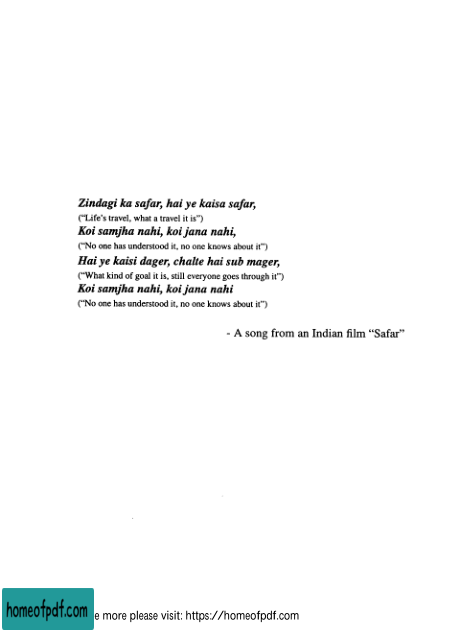 Zindagi ka safar, hai ye kaisa safar,
("Life's travel, what a travel it is")
Koi samjha nahi, koi jana nahi,
("No one has understood it, no one knows about it")
Hai ye kaisi dager, chalte hai sub mager,
("What kind of goal it is, still everyone goes through it")
Koi samjha nahi, koi jana nahi
("No one has understood it, no one knows about it")
- A song from an Indian film "Safar"
homeofpdf.com
e more please visit: https://homeofpdf.com